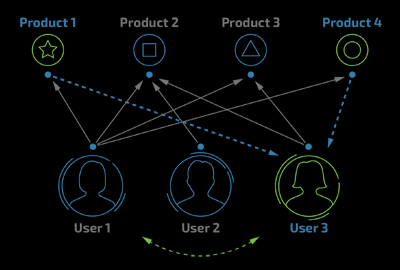 Product 1
Product 2
Product 3
Product 4
User 1
User 2
User 3